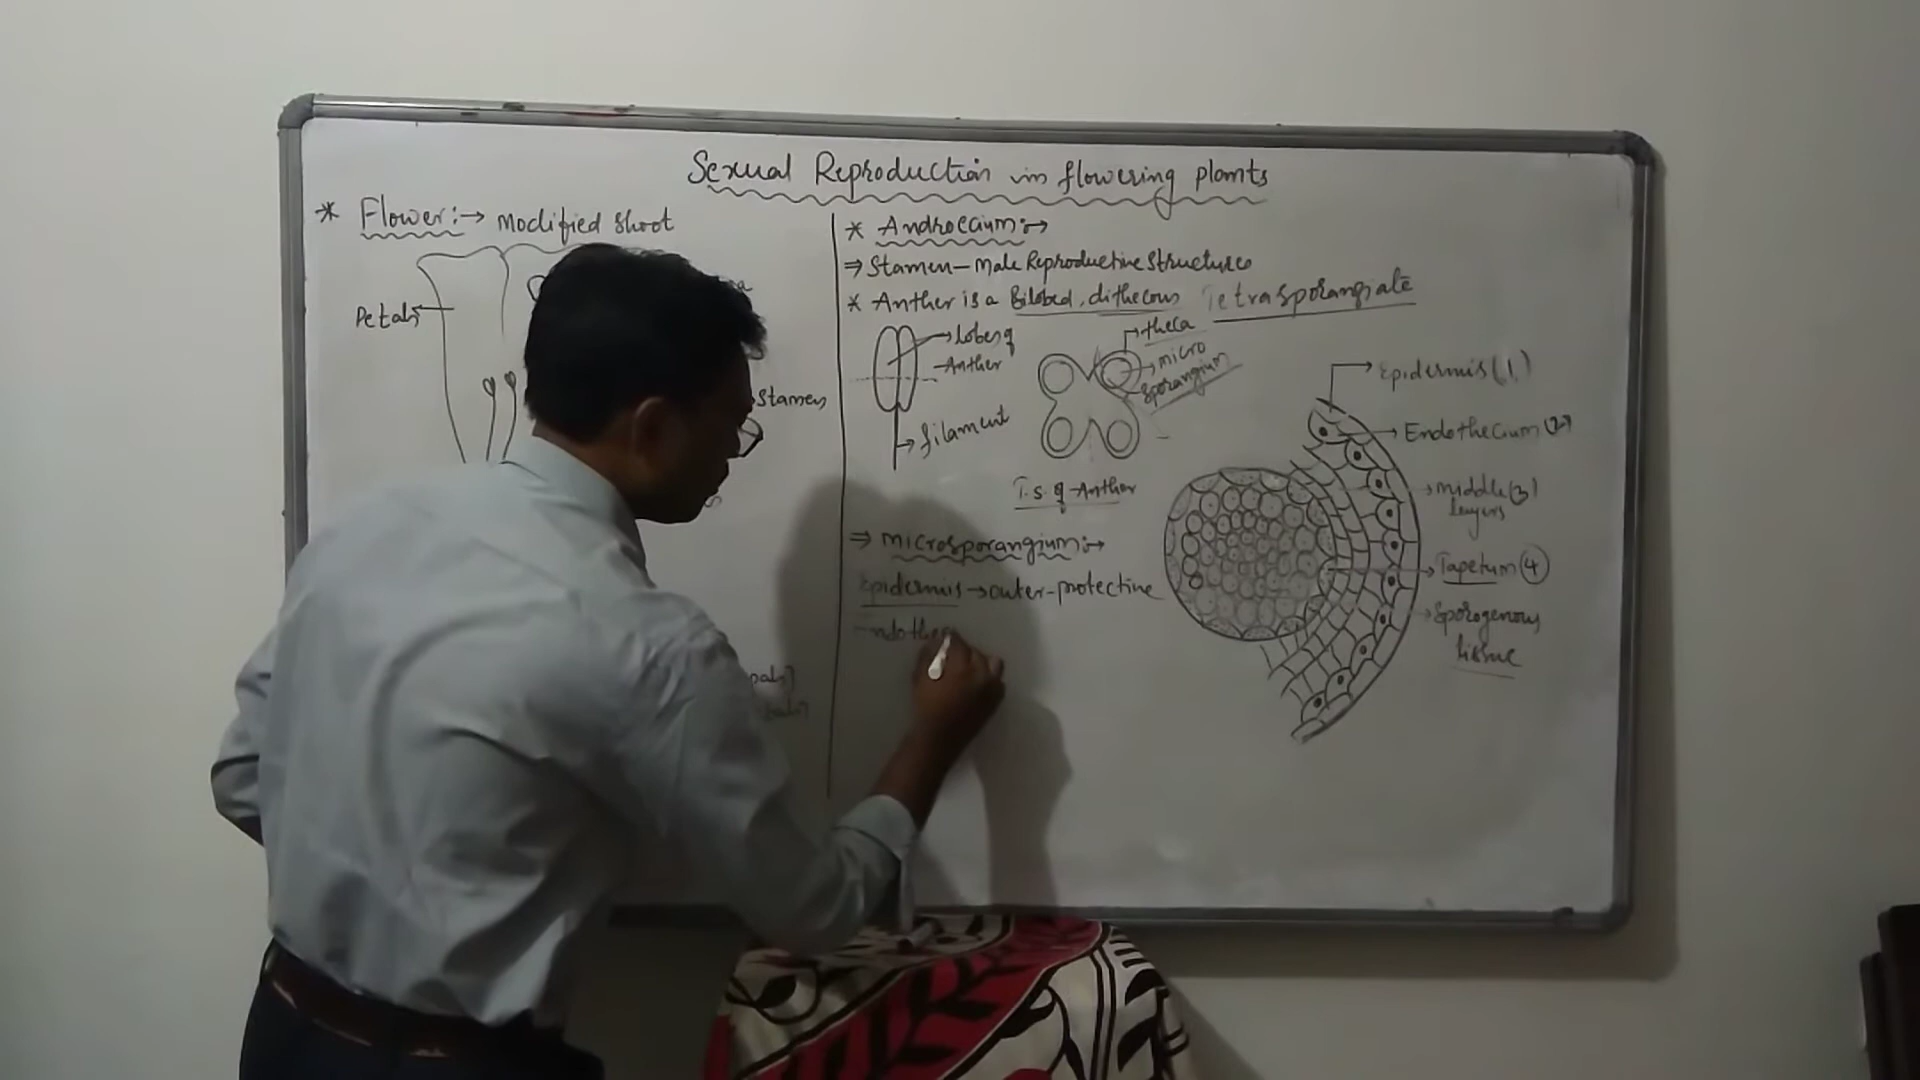 Sexual Reproduction in flowering plants
* Flower:→ Modified Shoot
Petals
Stamen
* Androecium:→
⇒ Stamen - Male Reproductive Structures
* Anther is a Bilobed, dithecous Tetrasporangiate
Lobes of
Anther
filament
theca
micro
sporangium
T.S. of Anther
Epidermis (1)
Endothecium (2)
middle (3)
layers
Tapetum (4)
Sporogenous
tissue
⇒ microsporangium:→
Epidermis → outer-protective
Endothe